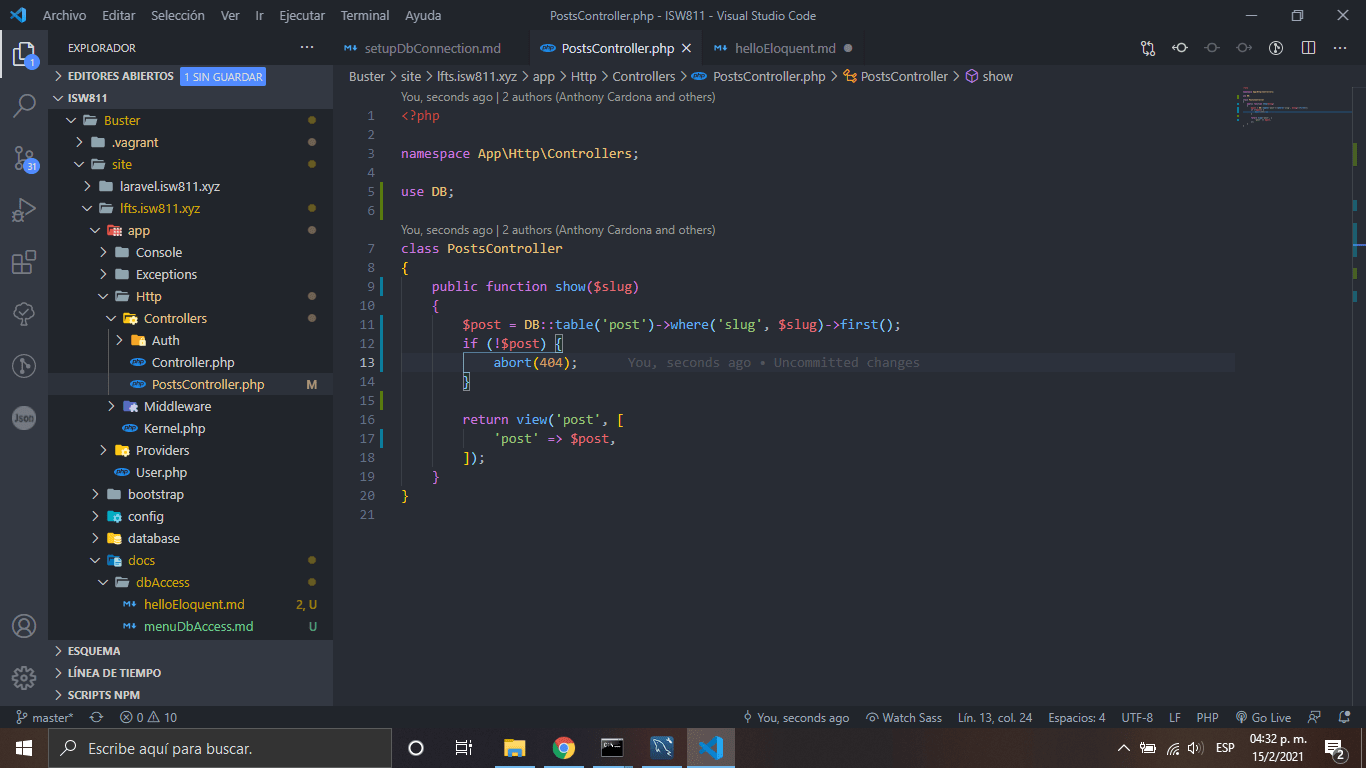 Archivo Editar Selección Ver Ir Ejecutar Terminal Ayuda PostsController.php - ISW811 - Visual Studio Code
EXPLORADOR
EDITORES ABIERTOS 1 SIN GUARDAR
ISW811
Buster
.vagrant
site
laravel.isw811.xyz
lfts.isw811.xyz
app
Console
Exceptions
Http
Controllers
Auth
Controller.php
PostsController.php M
Middleware
Kernel.php
Providers
User.php
bootstrap
config
database
docs
dbAccess
helloEloquent.md 2, U
menuDbAccess.md U
ESQUEMA
LÍNEA DE TIEMPO
SCRIPTS NPM
1
31
Json
setupDbConnection.md PostsController.php helloEloquent.md
Buster > site > lfts.isw811.xyz > app > Http > Controllers > PostsController.php > PostsController > show
You, seconds ago | 2 authors (Anthony Cardona and others)
1 <?php
2
3 namespace App\Http\Controllers;
4
5 use DB;
6
You, seconds ago | 2 authors (Anthony Cardona and others)
7 class PostsController
8 {
9 public function show($slug)
10 {
11 $post = DB::table('post')->where('slug', $slug)->first();
12 if (!$post) {
13 abort(404); You, seconds ago • Uncommitted changes
14 }
15
16 return view('post', [
17 'post' => $post,
18 ]);
19 }
20 }
21
master* 0 10 You, seconds ago Watch Sass Lín. 13, col. 24 Espacios: 4 UTF-8 LF PHP Go Live
Escribe aquí para buscar.
ESP
04:32 p. m.
15/2/2021
2